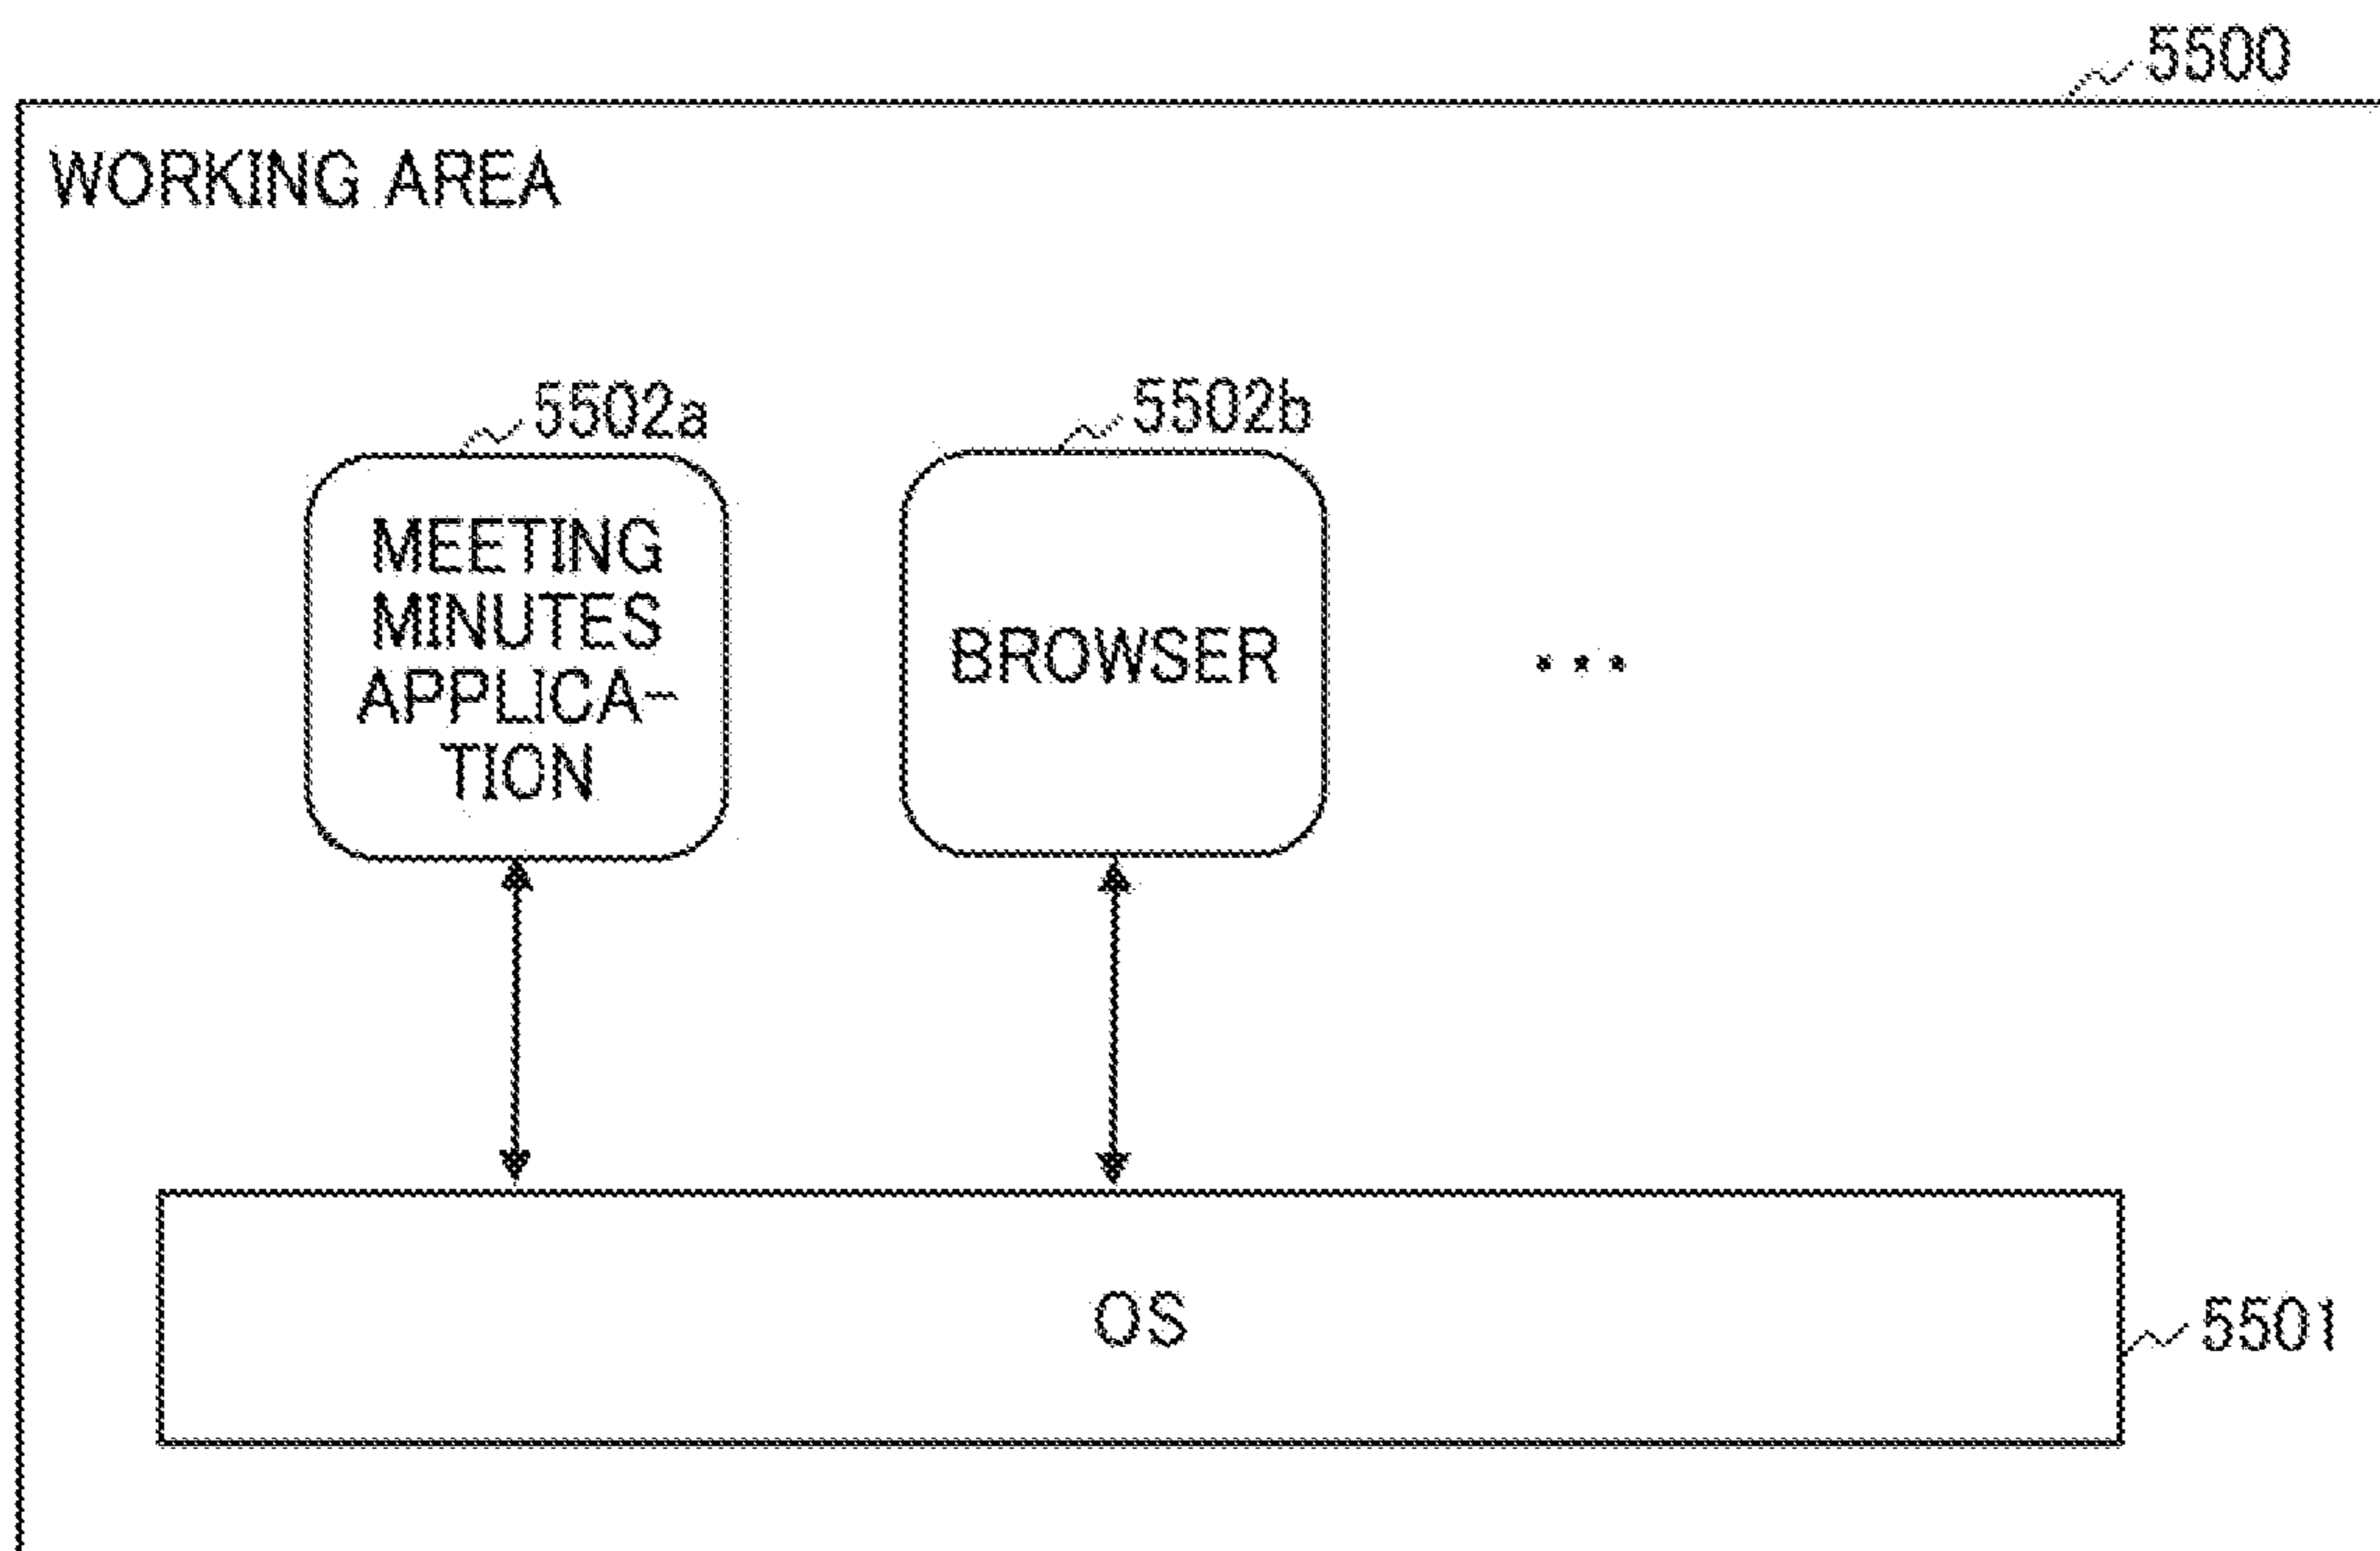 5500
WORKING AREA
5502a
5502b
MEETING
MINUTES
APPLICA-
TION
BROWSER
...
OS
5501